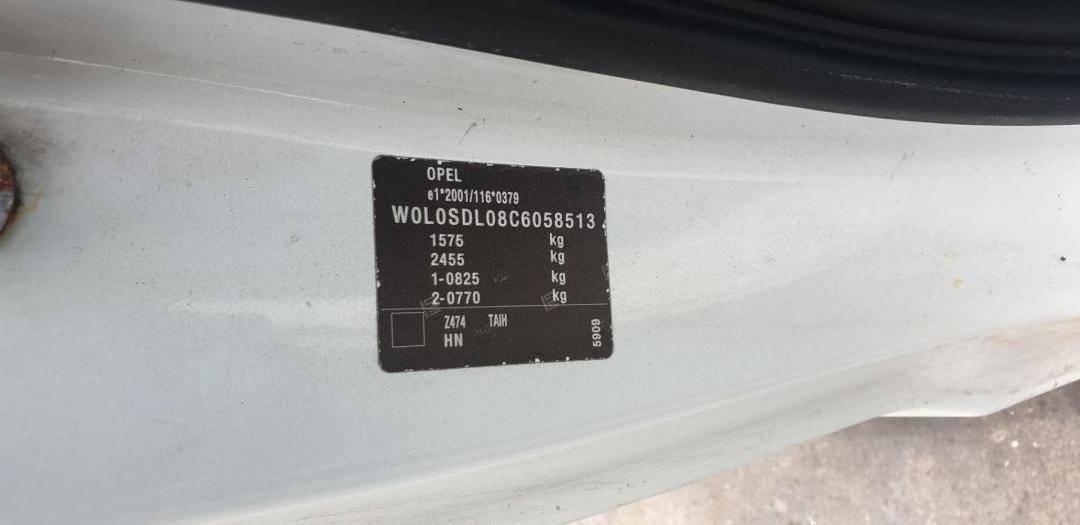 OPEL
e1*2001/116*0379
W0L0SDL08C6058513
1575 kg
2455 kg
1-0825 kg
2-0770 kg
Z474 TAIH
HN
5909